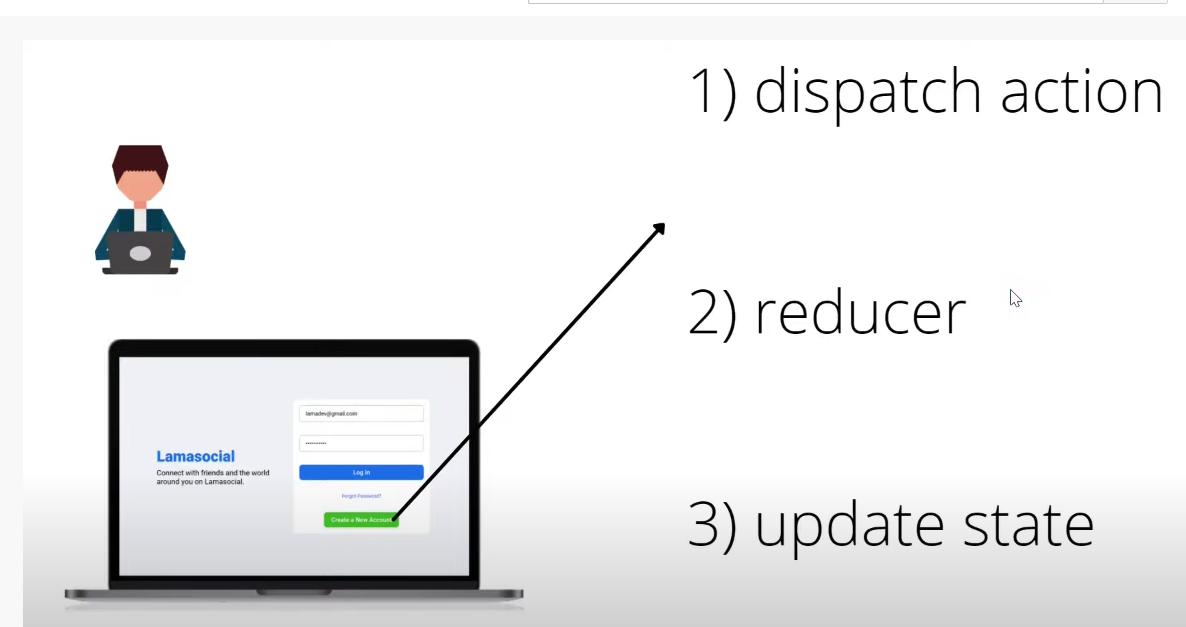 1) dispatch action
2) reducer
3) update state
lamadev@gmail.com
Lamasocial
Connect with friends and the world
around you on Lamasocial.
Log in
Forgot Password?
Create a New Account